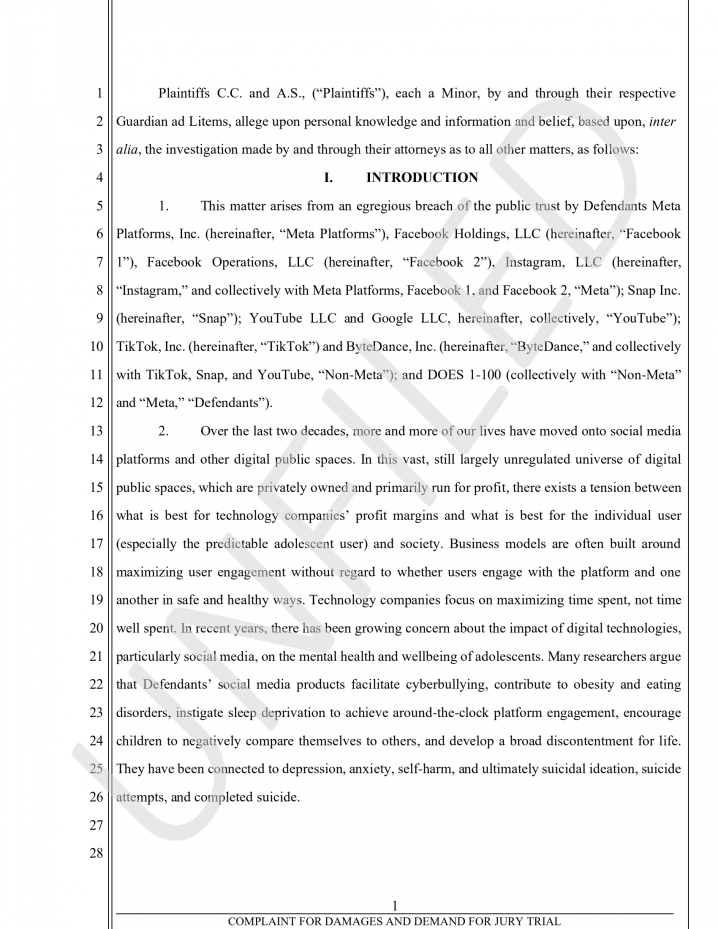 1 Plaintiffs C.C. and A.S., (“Plaintiffs”), each a Minor, by and through their respective
2 Guardian ad Litems, allege upon personal knowledge and information and belief, based upon, inter
3 alia, the investigation made by and through their attorneys as to all other matters, as follows:
4 I. INTRODUCTION
5 1. This matter arises from an egregious breach of the public trust by Defendants Meta
6 Platforms, Inc. (hereinafter, “Meta Platforms”), Facebook Holdings, LLC (hereinafter, “Facebook
7 1”), Facebook Operations, LLC (hereinafter, “Facebook 2”), Instagram, LLC (hereinafter,
8 “Instagram,” and collectively with Meta Platforms, Facebook 1, and Facebook 2, “Meta”); Snap Inc.
9 (hereinafter, “Snap”); YouTube LLC and Google LLC, hereinafter, collectively, “YouTube”);
10 TikTok, Inc. (hereinafter, “TikTok”) and ByteDance, Inc. (hereinafter, “ByteDance,” and collectively
11 with TikTok, Snap, and YouTube, “Non-Meta”); and DOES 1-100 (collectively with “Non-Meta”
12 and “Meta,” “Defendants”).
13 2. Over the last two decades, more and more of our lives have moved onto social media
14 platforms and other digital public spaces. In this vast, still largely unregulated universe of digital
15 public spaces, which are privately owned and primarily run for profit, there exists a tension between
16 what is best for technology companies’ profit margins and what is best for the individual user
17 (especially the predictable adolescent user) and society. Business models are often built around
18 maximizing user engagement without regard to whether users engage with the platform and one
19 another in safe and healthy ways. Technology companies focus on maximizing time spent, not time
20 well spent. In recent years, there has been growing concern about the impact of digital technologies,
21 particularly social media, on the mental health and wellbeing of adolescents. Many researchers argue
22 that Defendants’ social media products facilitate cyberbullying, contribute to obesity and eating
23 disorders, instigate sleep deprivation to achieve around-the-clock platform engagement, encourage
24 children to negatively compare themselves to others, and develop a broad discontentment for life.
25 They have been connected to depression, anxiety, self-harm, and ultimately suicidal ideation, suicide
26 attempts, and completed suicide.
27
28
UNFILED
1
COMPLAINT FOR DAMAGES AND DEMAND FOR JURY TRIAL